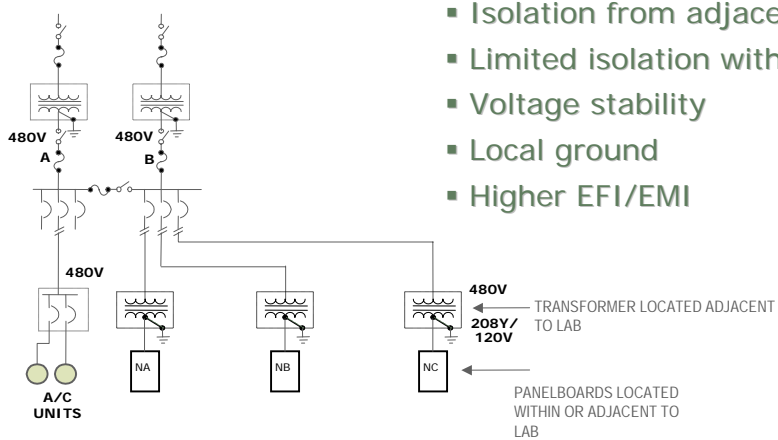 ▪ Isolation from adjace
▪ Limited isolation with
▪ Voltage stability
▪ Local ground
▪ Higher EFI/EMI
480V
A
480V
B
480V
480V
208Y/
120V
TRANSFORMER LOCATED ADJACENT
TO LAB
NA
NB
NC
A/C
UNITS
PANELBOARDS LOCATED
WITHIN OR ADJACENT TO
LAB